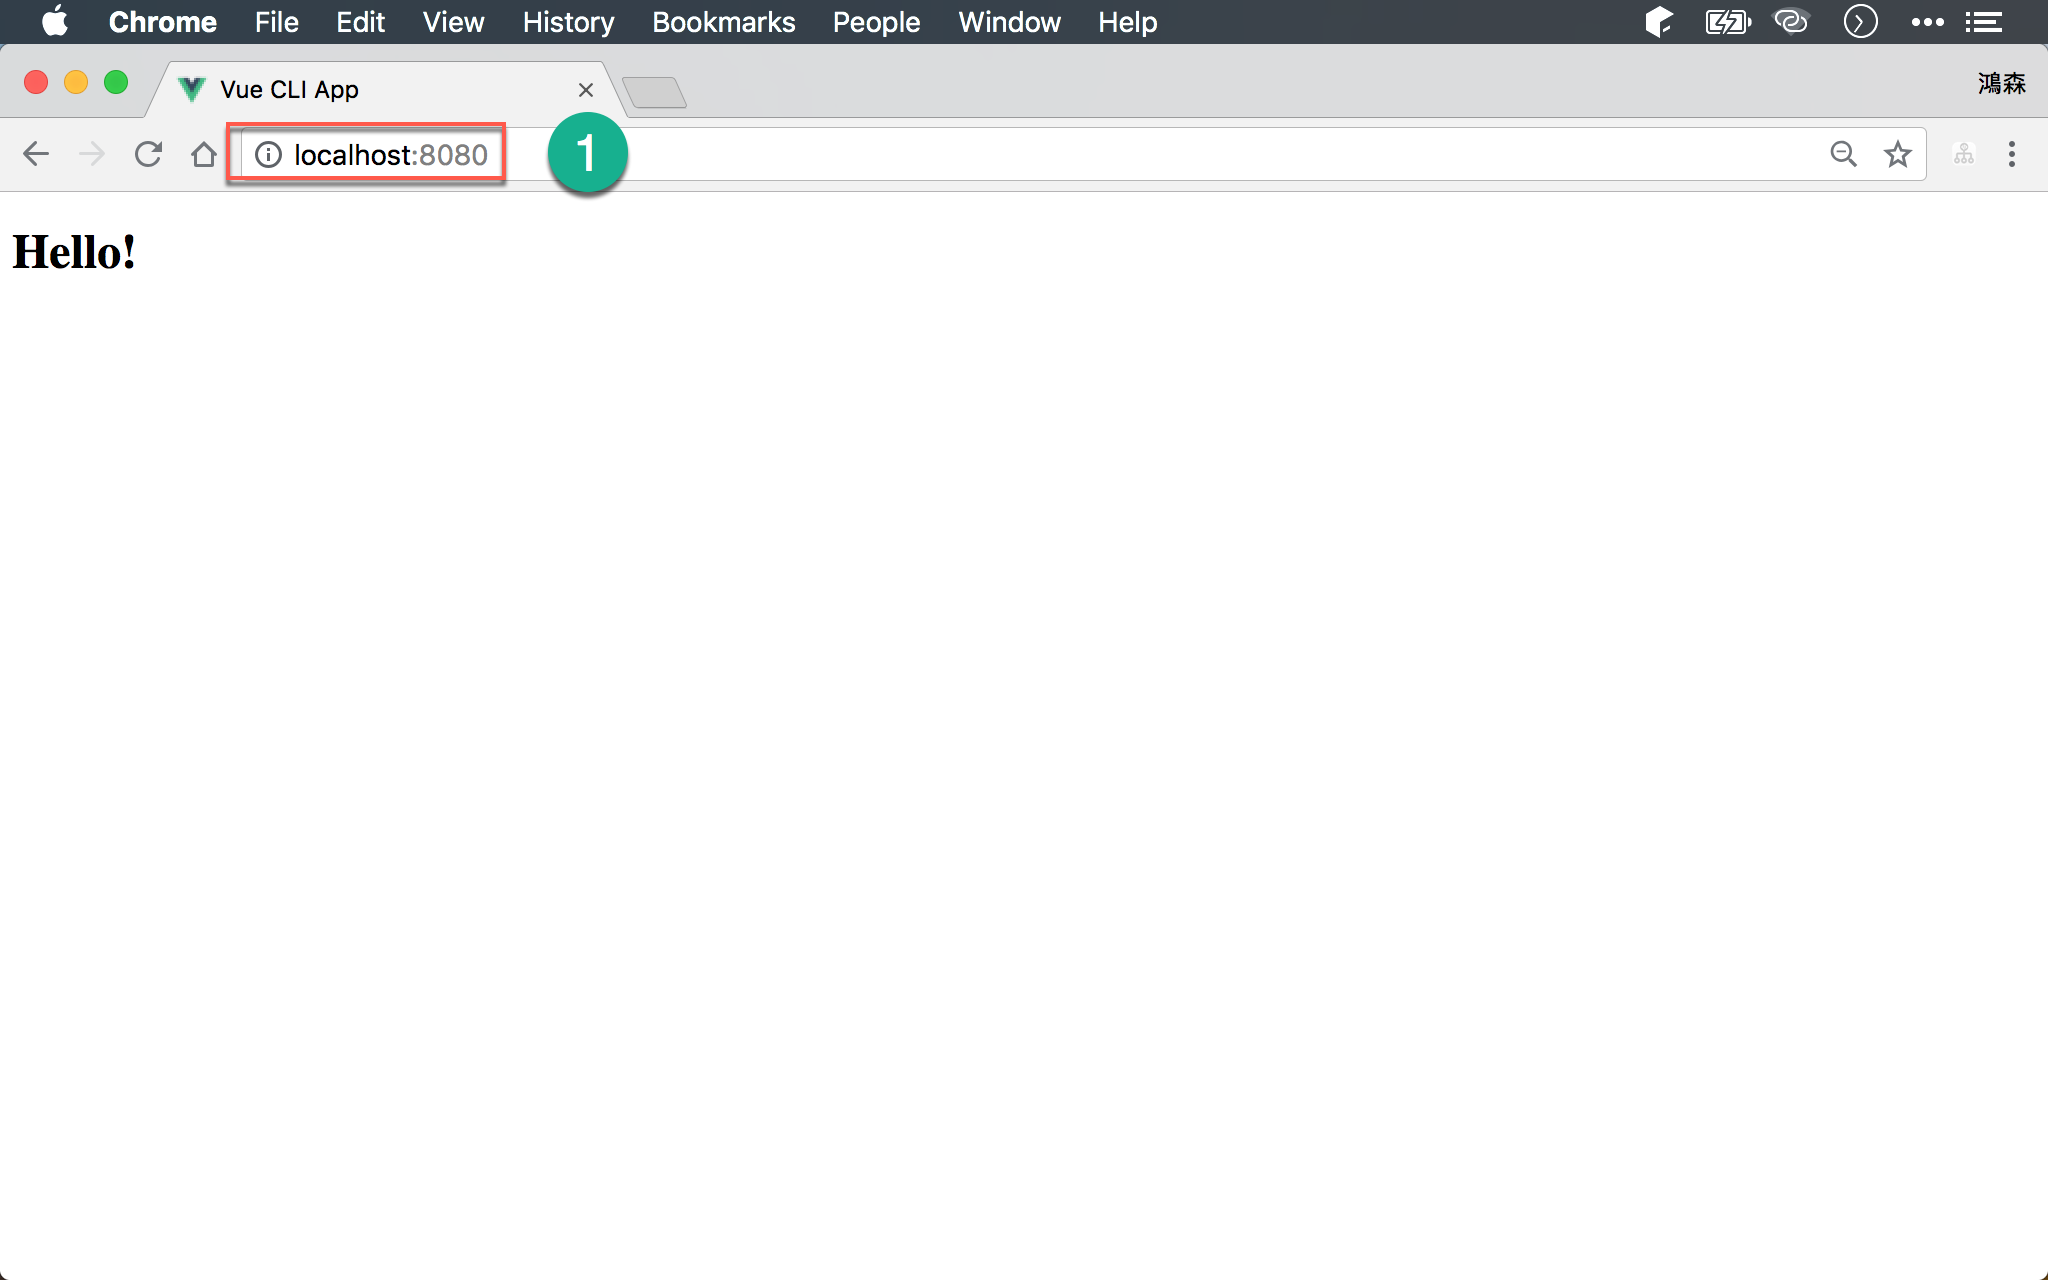 Chrome File Edit View History Bookmarks People Window Help
Vue CLI App
鴻森
localhost:8080
1
Hello!